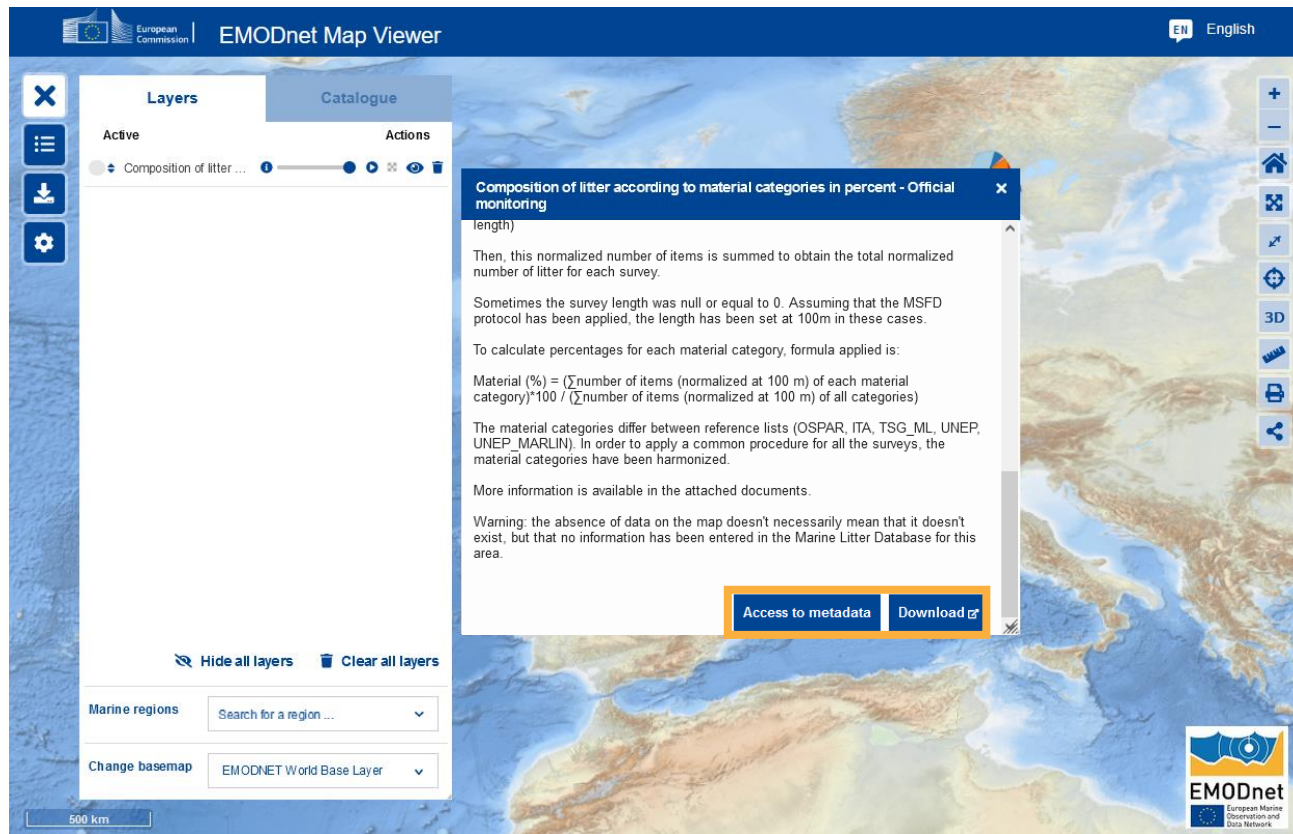 European
Commission
EMODnet Map Viewer
EN English
Layers
Catalogue
Active
Actions
Composition of litter ...
Composition of litter according to material categories in percent - Official
monitoring
length)
Then, this normalized number of items is summed to obtain the total normalized
number of litter for each survey.
Sometimes the survey length was null or equal to 0. Assuming that the MSFD
protocol has been applied, the length has been set at 100m in these cases.
To calculate percentages for each material category, formula applied is:
Material (%) = (∑number of items (normalized at 100 m) of each material
category)*100 / (∑number of items (normalized at 100 m) of all categories)
The material categories differ between reference lists (OSPAR, ITA, TSG_ML, UNEP,
UNEP_MARLIN). In order to apply a common procedure for all the surveys, the
material categories have been harmonized.
More information is available in the attached documents.
Warning: the absence of data on the map doesn't necessarily mean that it doesn't
exist, but that no information has been entered in the Marine Litter Database for this
area.
Access to metadata
Download
3D
Hide all layers
Clear all layers
Marine regions
Search for a region ...
Change basemap
EMODNET World Base Layer
500 km
EMODnet
European Marine
Observation and
Data Network